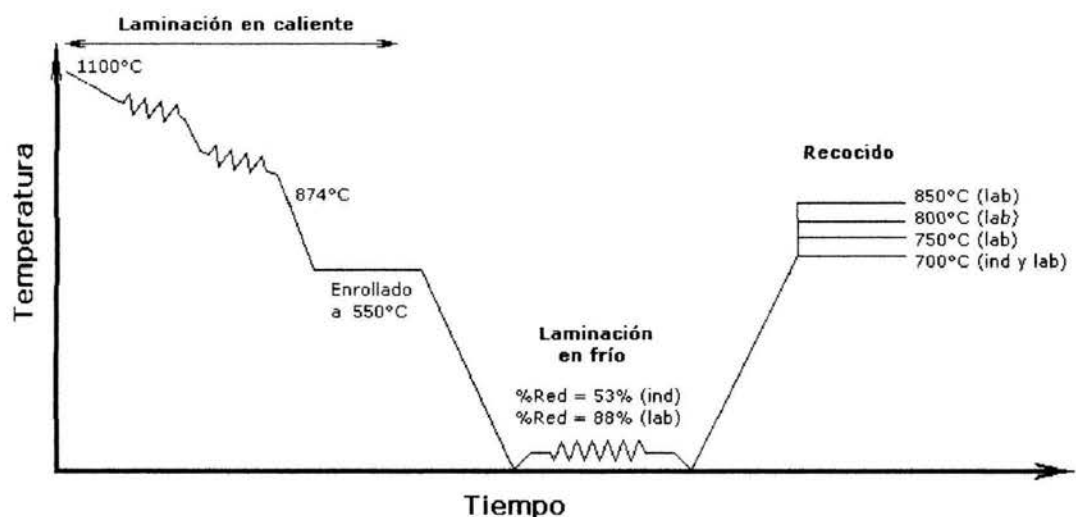 Laminación en caliente
1100°C
874°C
Enrollado
a 550°C
Laminación
en frío
%Red = 53% (ind)
%Red = 88% (lab)
Recocido
850°C (lab)
800°C (lab)
750°C (lab)
700°C (ind y lab)
Temperatura
Tiempo